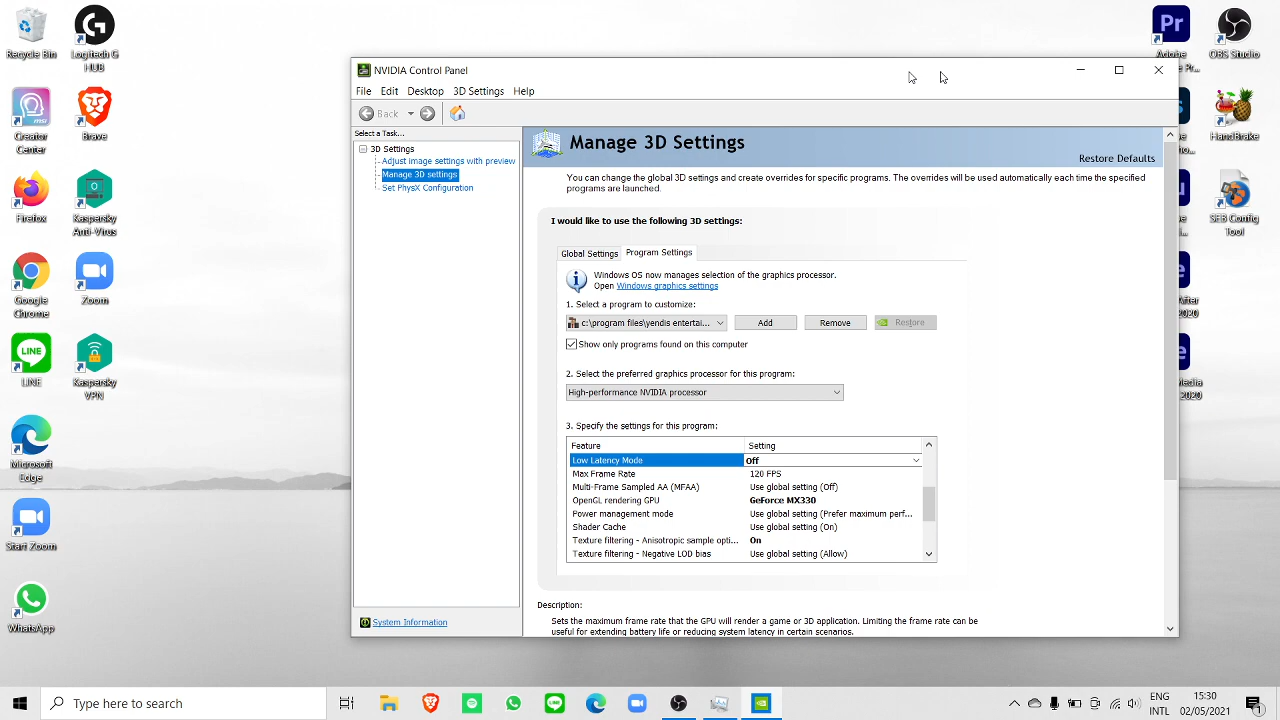 Recycle Bin
Logitech G
HUB
Creator
Center
Brave
Firefox
Kaspersky
Anti-Virus
Google
Chrome
Zoom
LINE
LINE
Kaspersky
VPN
Microsoft
Edge
Start Zoom
WhatsApp
Pr
Adobe
e Pr...
OBS Studio
HandBrake
ho...
SEB Config
Tool
l...
After
2020
Media
2020
NVIDIA Control Panel
File Edit Desktop 3D Settings Help
Back
Select a Task...
3D Settings
Adjust image settings with preview
Manage 3D settings
Set PhysX Configuration
System Information
Manage 3D Settings
Restore Defaults
You can change the global 3D settings and create overrides for specific programs. The overrides will be used automatically each time the specified
programs are launched.
I would like to use the following 3D settings:
Global Settings Program Settings
Windows OS now manages selection of the graphics processor.
Open Windows graphics settings
1. Select a program to customize:
c:\program files\yendis entertai... Add Remove Restore
Show only programs found on this computer
2. Select the preferred graphics processor for this program:
High-performance NVIDIA processor
3. Specify the settings for this program:
Feature Setting
Low Latency Mode Off
Max Frame Rate 120 FPS
Multi-Frame Sampled AA (MFAA) Use global setting (Off)
OpenGL rendering GPU GeForce MX330
Power management mode Use global setting (Prefer maximum perf...
Shader Cache Use global setting (On)
Texture filtering - Anisotropic sample opti... On
Texture filtering - Negative LOD bias Use global setting (Allow)
Description:
Sets the maximum frame rate that the GPU will render a game or 3D application. Limiting the frame rate can be
useful for extending battery life or reducing system latency in certain scenarios.
Type here to search
ENG
INTL
15:30
02/05/2021
1